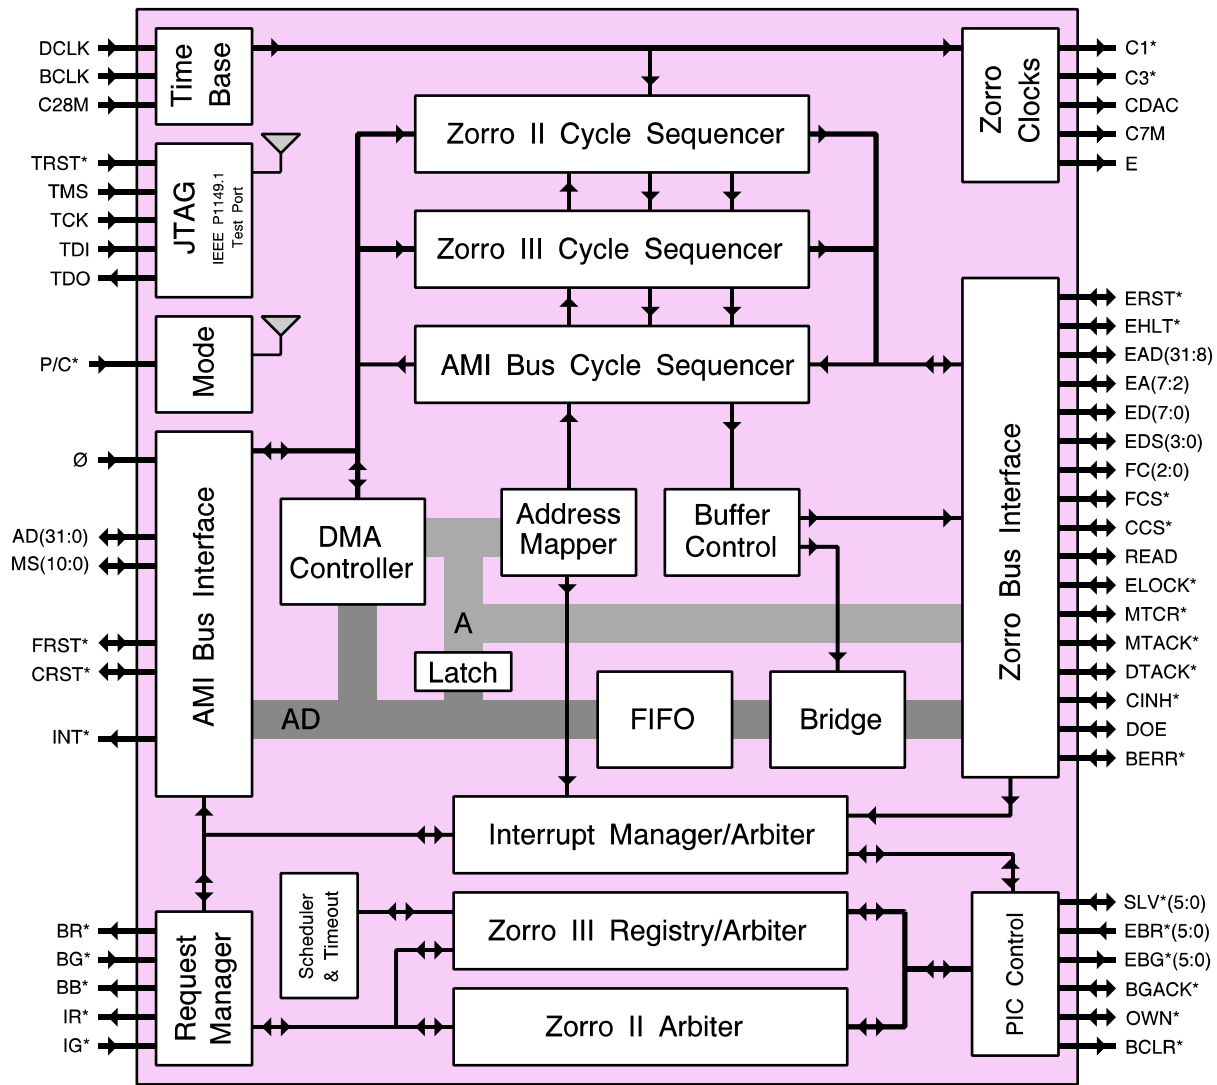 DCLK
BCLK
C28M
Time
Base
Zorro
Clocks
C1*
C3*
CDAC
C7M
E
TRST*
TMS
TCK
TDI
TDO
JTAG
IEEE P1149.1
Test Port
Zorro II Cycle Sequencer
Zorro III Cycle Sequencer
AMI Bus Cycle Sequencer
P/C*
Mode
Ø
AD(31:0)
MS(10:0)
FRST*
CRST*
INT*
AMI Bus Interface
DMA
Controller
Address
Mapper
Buffer
Control
A
Latch
AD
FIFO
Bridge
Zorro Bus Interface
ERST*
EHLT*
EAD(31:8)
EA(7:2)
ED(7:0)
EDS(3:0)
FC(2:0)
FCS*
CCS*
READ
ELOCK*
MTCR*
MTACK*
DTACK*
CINH*
DOE
BERR*
Interrupt Manager/Arbiter
Scheduler
& Timeout
Zorro III Registry/Arbiter
Zorro II Arbiter
BR*
BG*
BB*
IR*
IG*
Request
Manager
PIC Control
SLV*(5:0)
EBR*(5:0)
EBG*(5:0)
BGACK*
OWN*
BCLR*